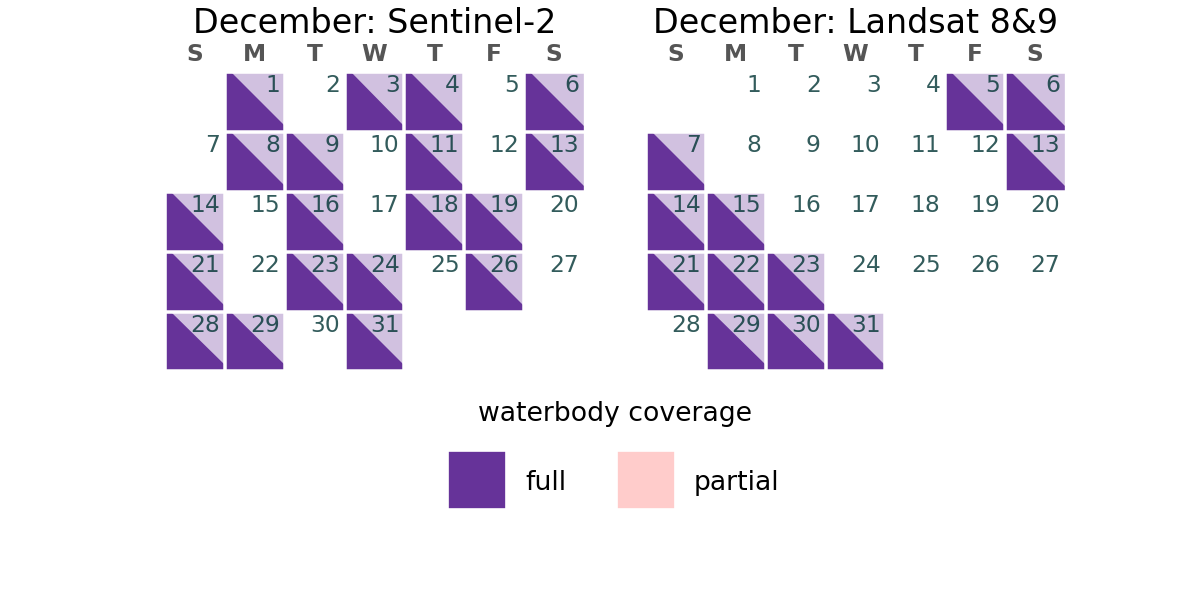 December: Sentinel-2
S M T W T F S
1 2 3 4 5 6
7 8 9 10 11 12 13
14 15 16 17 18 19 20
21 22 23 24 25 26 27
28 29 30 31
December: Landsat 8&9
S M T W T F S
1 2 3 4 5 6
7 8 9 10 11 12 13
14 15 16 17 18 19 20
21 22 23 24 25 26 27
28 29 30 31
waterbody coverage
full partial